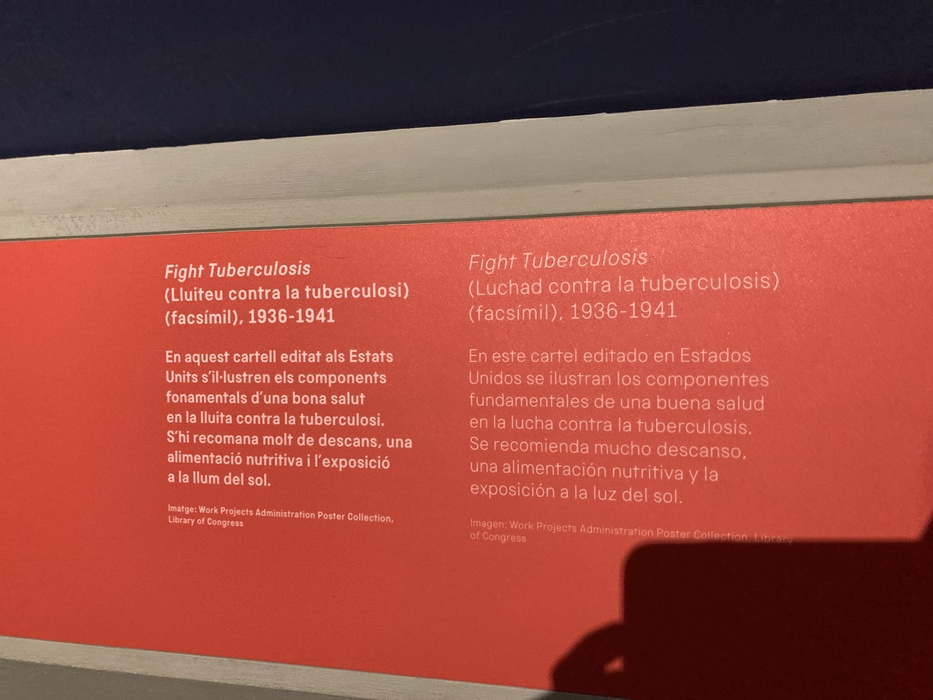 Fight Tuberculosis
(Lluiteu contra la tuberculosi)
(facsímil), 1936-1941
En aquest cartell editat als Estats
Units s’il·lustren els components
fonamentals d’una bona salut
en la lluita contra la tuberculosi.
S’hi recomana molt de descans, una
alimentació nutritiva i l’exposició
a la llum del sol.
Imatge: Work Projects Administration Poster Collection,
Library of Congress
Fight Tuberculosis
(Luchad contra la tuberculosis)
(facsímil), 1936-1941
En este cartel editado en Estados
Unidos se ilustran los componentes
fundamentales de una buena salud
en la lucha contra la tuberculosis.
Se recomienda mucho descanso,
una alimentación nutritiva y la
exposición a la luz del sol.
Imagen: Work Projects Administration Poster Collection, Library
of Congress